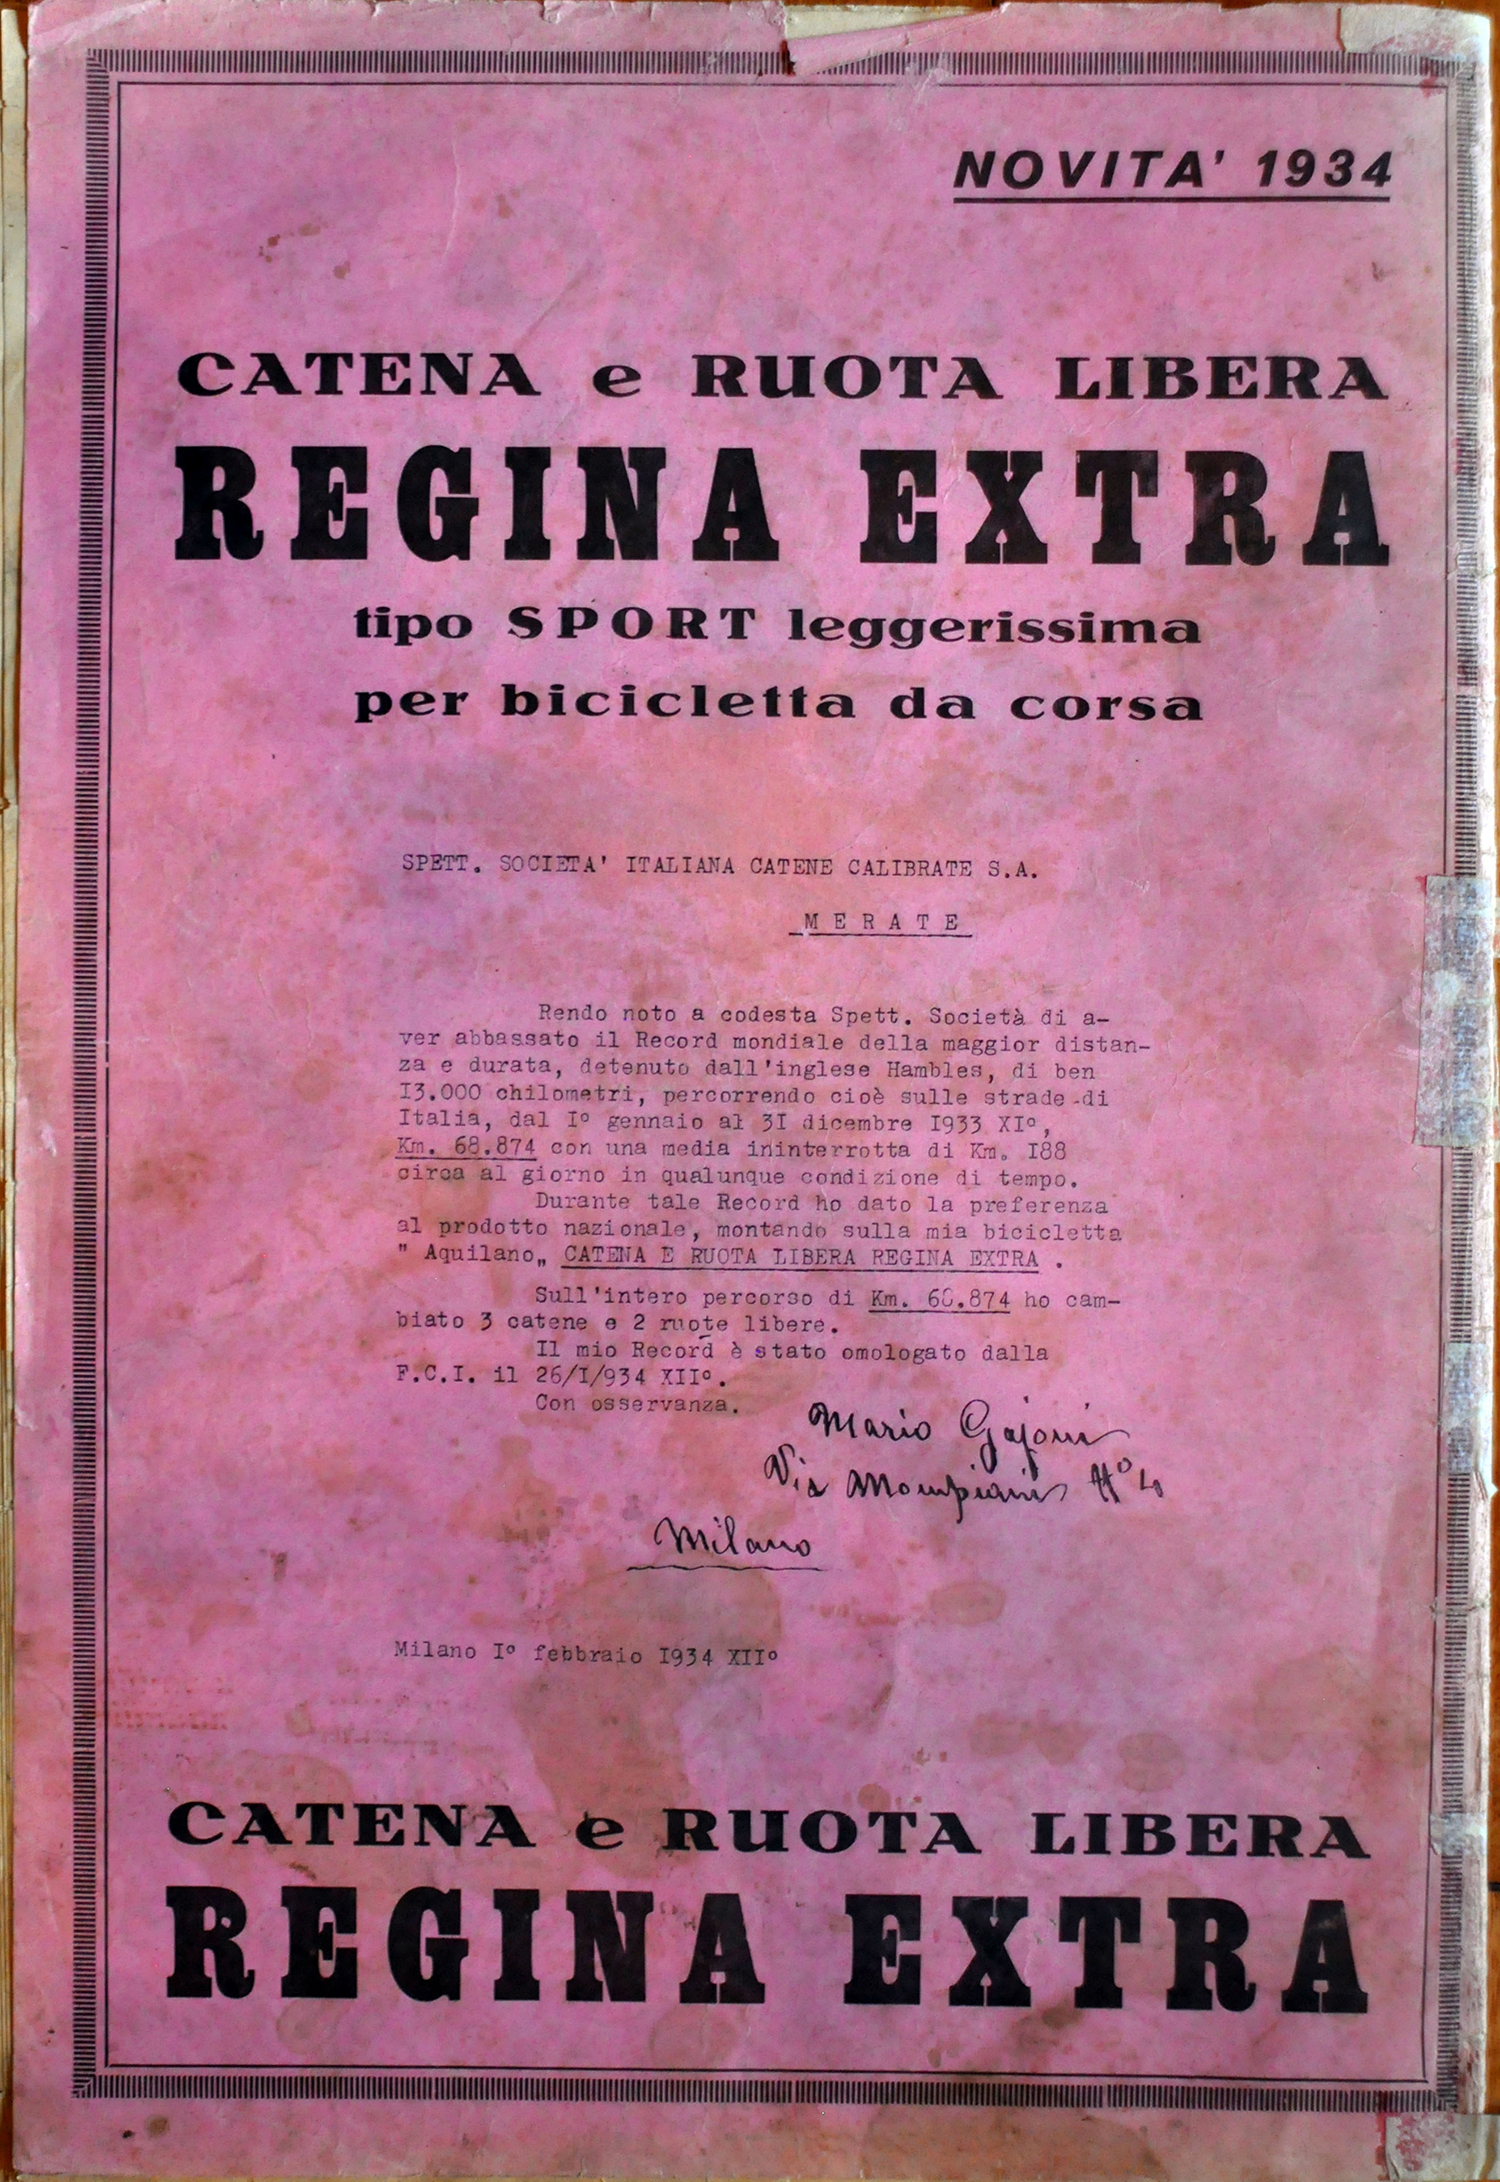 NOVITA' 1934
CATENA e RUOTA LIBERA
REGINA EXTRA
tipo SPORT leggerissima
per bicicletta da corsa
SPETT. SOCIETA' ITALIANA CATENE CALIBRATE S.A.
MERATE
Rendo noto a codesta Spett. Società di a-
ver abbassato il Record mondiale della maggior distan-
za e durata, detenuto dall'inglese Hambles, di ben
I3.000 chilometri, percorrendo cioè sulle strade di
Italia, dal I° gennaio al 3I dicembre I933 XI°,
Km. 68.874 con una media ininterrotta di Km. I88
circa al giorno in qualunque condizione di tempo.
Durante tale Record ho dato la preferenza
al prodotto nazionale, montando sulla mia bicicletta
" Aquilano„ CATENA E RUOTA LIBERA REGINA EXTRA .
Sull'intero percorso di Km. 68.874 ho cam-
biato 3 catene e 2 ruote libere.
Il mio Record è stato omologato dalla
F.C.I. il 26/I/934 XII°.
Con osservanza.
Mario Gajoni
Via Mompiani N° 4
Milano
Milano I° febbraio I934 XII°
CATENA e RUOTA LIBERA
REGINA EXTRA